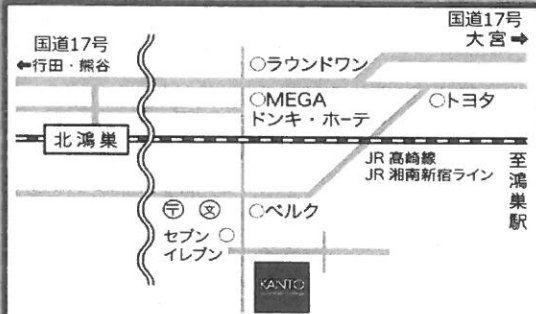 国道17号
大宮➡
国道17号
⬅行田・熊谷
○ラウンドワン
○MEGA
ドンキ・ホーテ
○トヨタ
北鴻巣
JR 高崎線
JR 湘南新宿ライン
至鴻巣駅
〒 文
○ベルク
セブン○
イレブン
KANTO